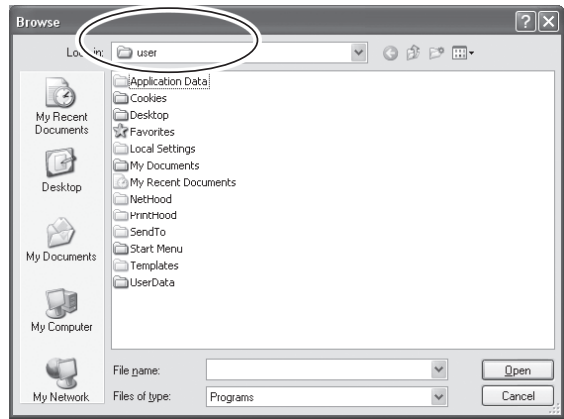 Browse
Look in: user
Application Data
Cookies
Desktop
Favorites
Local Settings
My Documents
My Recent Documents
NetHood
PrintHood
SendTo
Start Menu
Templates
UserData
My Recent
Documents
Desktop
My Documents
My Computer
My Network
File name:
Open
Files of type: Programs
Cancel